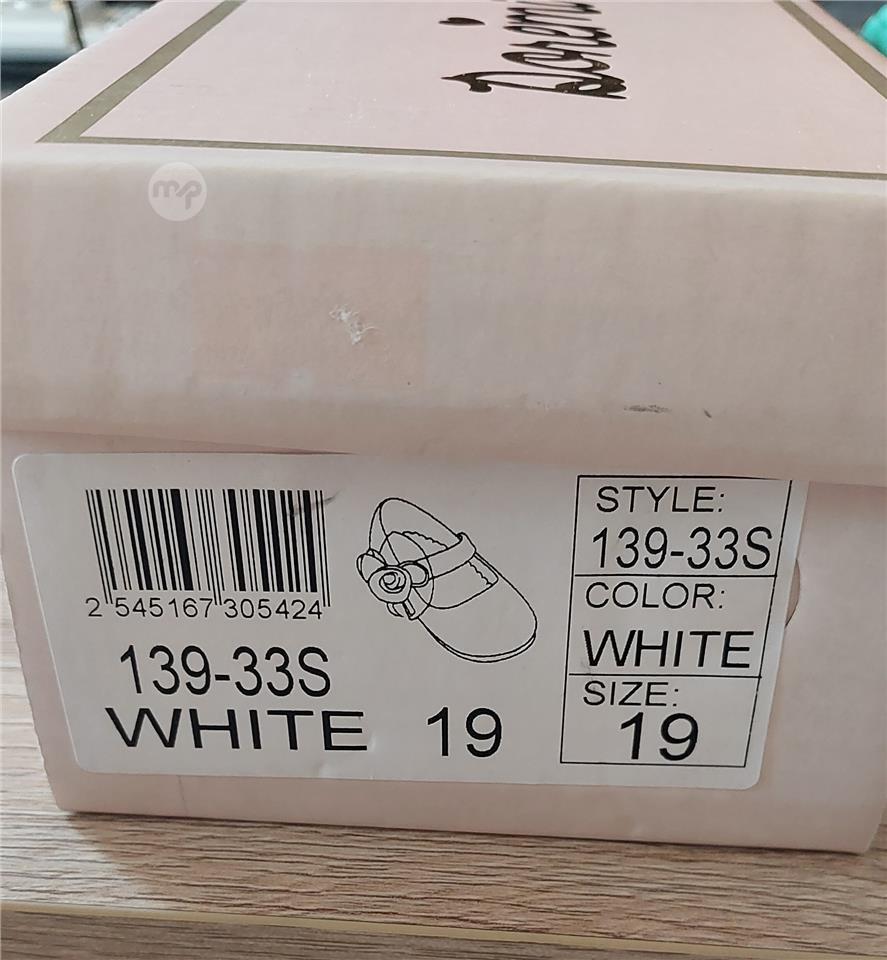 mp
2 545167 305424
139-33S
WHITE 19
STYLE:
139-33S
COLOR:
WHITE
SIZE:
19